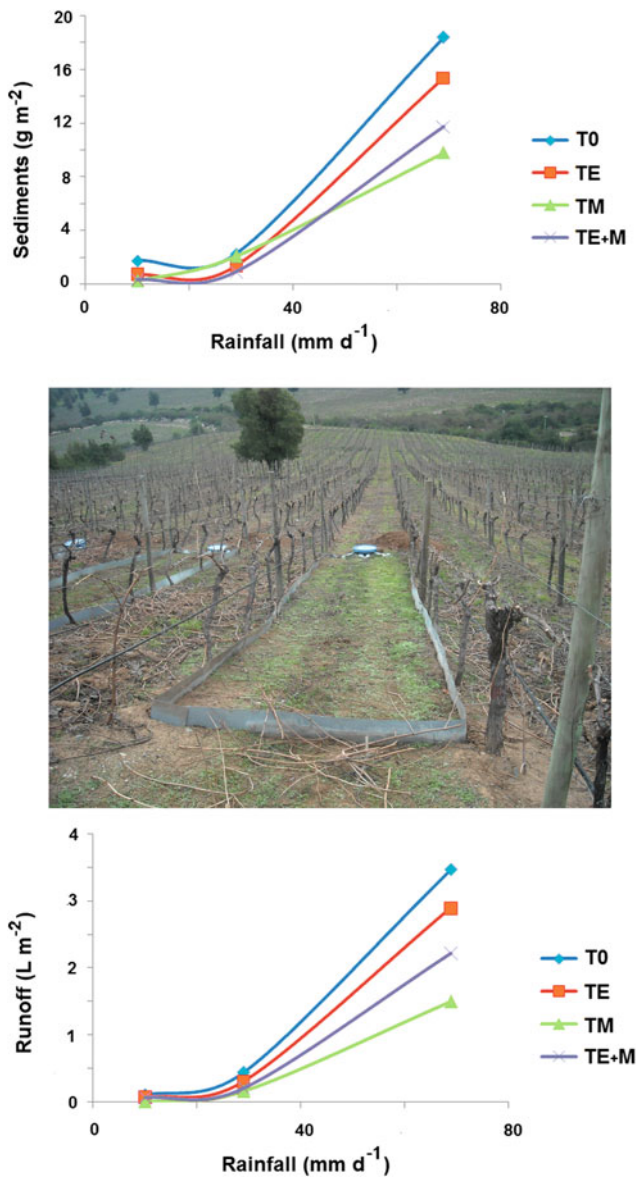 20
16
12
8
4
0
Sediments (g m-2)
0 40 80
Rainfall (mm d-1)
T0
TE
TM
TE+M
4
3
2
1
0
Runoff (L m-2)
0 40 80
Rainfall (mm d-1)
T0
TE
TM
TE+M